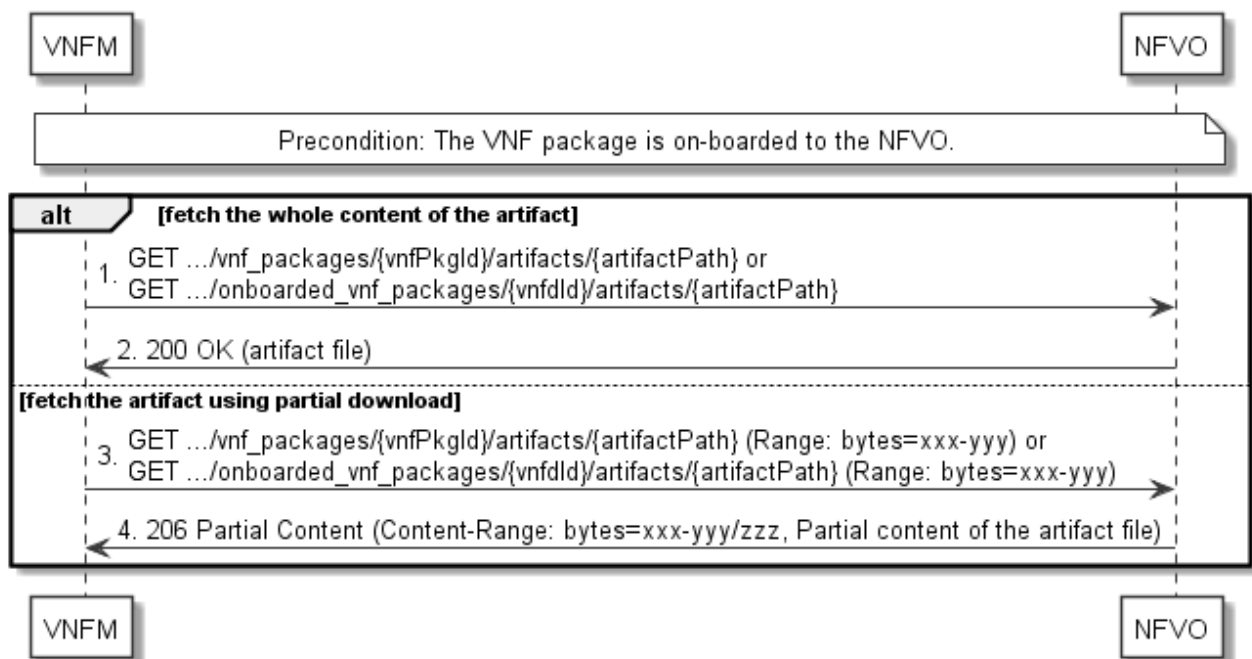 VNFM
NFVO
Precondition: The VNF package is on-boarded to the NFVO.
alt
[fetch the whole content of the artifact]
1. GET .../vnf_packages/{vnfPkgId}/artifacts/{artifactPath} or
GET .../onboarded_vnf_packages/{vnfdId}/artifacts/{artifactPath}
2. 200 OK (artifact file)
[fetch the artifact using partial download]
3. GET .../vnf_packages/{vnfPkgId}/artifacts/{artifactPath} (Range: bytes=xxx-yyy) or
GET .../onboarded_vnf_packages/{vnfdId}/artifacts/{artifactPath} (Range: bytes=xxx-yyy)
4. 206 Partial Content (Content-Range: bytes=xxx-yyy/zzz, Partial content of the artifact file)
VNFM
NFVO